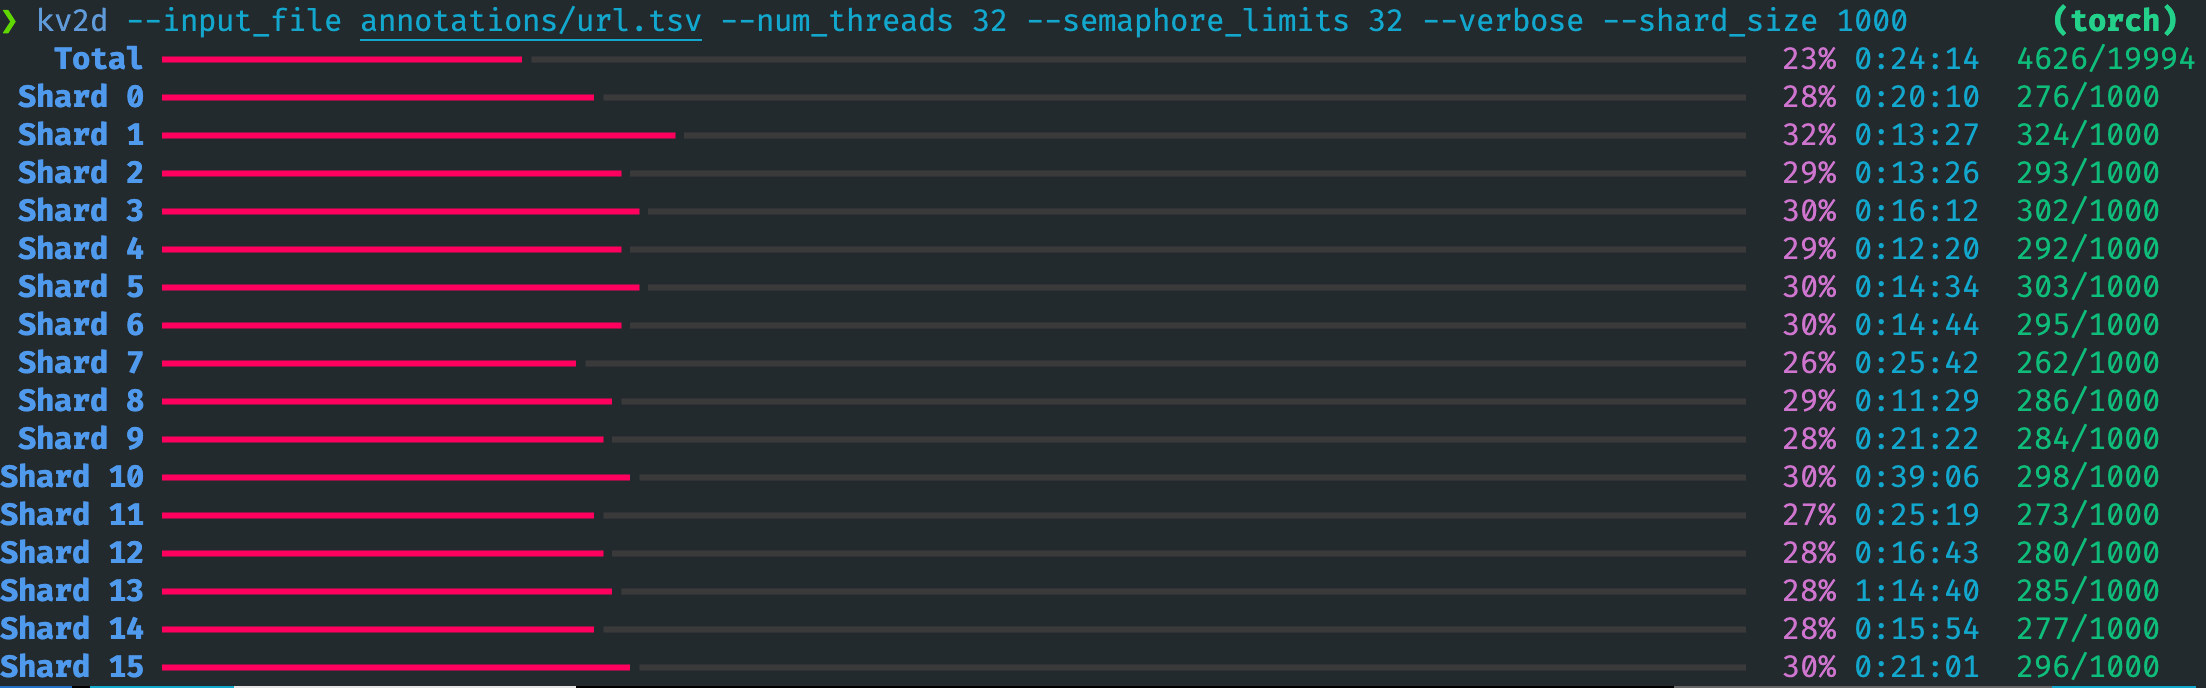 ❯ kv2d --input_file annotations/url.tsv --num_threads 32 --semaphore_limits 32 --verbose --shard_size 1000 (torch)
Total 23% 0:24:14 4626/19994
Shard 0 28% 0:20:10 276/1000
Shard 1 32% 0:13:27 324/1000
Shard 2 29% 0:13:26 293/1000
Shard 3 30% 0:16:12 302/1000
Shard 4 29% 0:12:20 292/1000
Shard 5 30% 0:14:34 303/1000
Shard 6 30% 0:14:44 295/1000
Shard 7 26% 0:25:42 262/1000
Shard 8 29% 0:11:29 286/1000
Shard 9 28% 0:21:22 284/1000
Shard 10 30% 0:39:06 298/1000
Shard 11 27% 0:25:19 273/1000
Shard 12 28% 0:16:43 280/1000
Shard 13 28% 1:14:40 285/1000
Shard 14 28% 0:15:54 277/1000
Shard 15 30% 0:21:01 296/1000